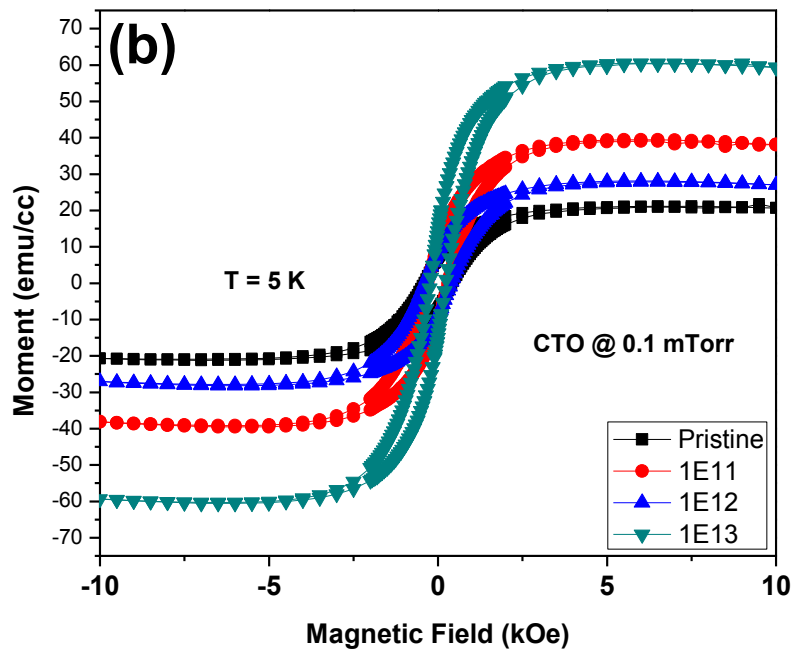 (b)
70
60
50
40
30
20
10
0
-10
-20
-30
-40
-50
-60
-70
Moment (emu/cc)
T = 5 K
CTO @ 0.1 mTorr
Pristine
1E11
1E12
1E13
-10 -5 0 5 10
Magnetic Field (kOe)